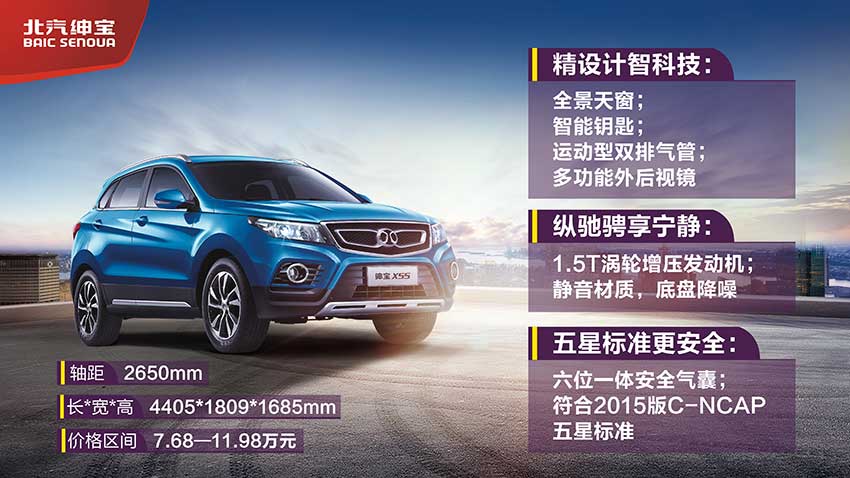 北汽绅宝
BAIC SENOVA
精设计智科技：
全景天窗；
智能钥匙；
运动型双排气管；
多功能外后视镜
纵驰骋享宁静：
1.5T涡轮增压发动机；
静音材质，底盘降噪
五星标准更安全：
六位一体安全气囊；
符合2015版C-NCAP
五星标准
绅宝 X55
轴距 2650mm
长*宽*高 4405*1809*1685mm
价格区间 7.68—11.98万元